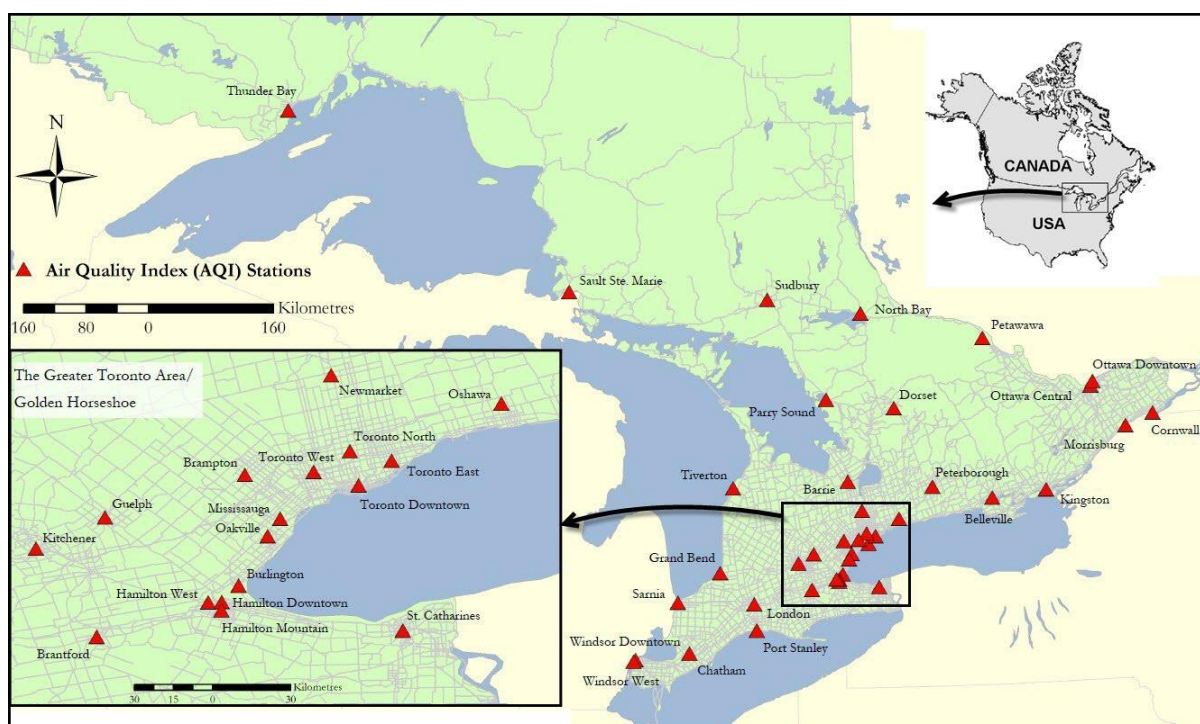 Thunder Bay
N
CANADA
USA
Air Quality Index (AQI) Stations
Kilometres
160 80 0 160
Sault Ste. Marie
Sudbury
North Bay
Petawawa
Ottawa Downtown
Ottawa Central
Cornwall
Morrisburg
Parry Sound
Dorset
Tiverton
Barrie
Peterborough
Belleville
Kingston
Grand Bend
Sarnia
London
Windsor Downtown
Port Stanley
Chatham
Windsor West
The Greater Toronto Area/
Golden Horseshoe
Newmarket
Oshawa
Toronto North
Toronto West
Brampton
Toronto East
Toronto Downtown
Guelph
Mississauga
Oakville
Kitchener
Burlington
Hamilton West
Hamilton Downtown
Hamilton Mountain
St. Catharines
Brantford
Kilometres
30 15 0 30